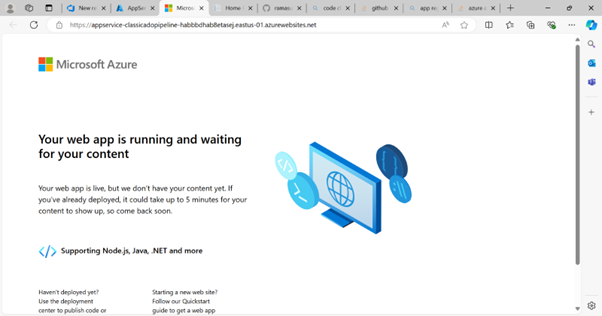 New re
AppSer
Micros
Home
ramas
code cl
github
app re
azure a
https://appservice-classicadopipeline-habbbdhab8etasej.eastus-01.azurewebsites.net
Microsoft Azure
Your web app is running and waiting
for your content
Your web app is live, but we don't have your content yet. If
you've already deployed, it could take up to 5 minutes for your
content to show up, so come back soon.
Supporting Node.js, Java, .NET and more
Haven't deployed yet?
Use the deployment
center to publish code or
Starting a new web site?
Follow our Quickstart
guide to get a web app